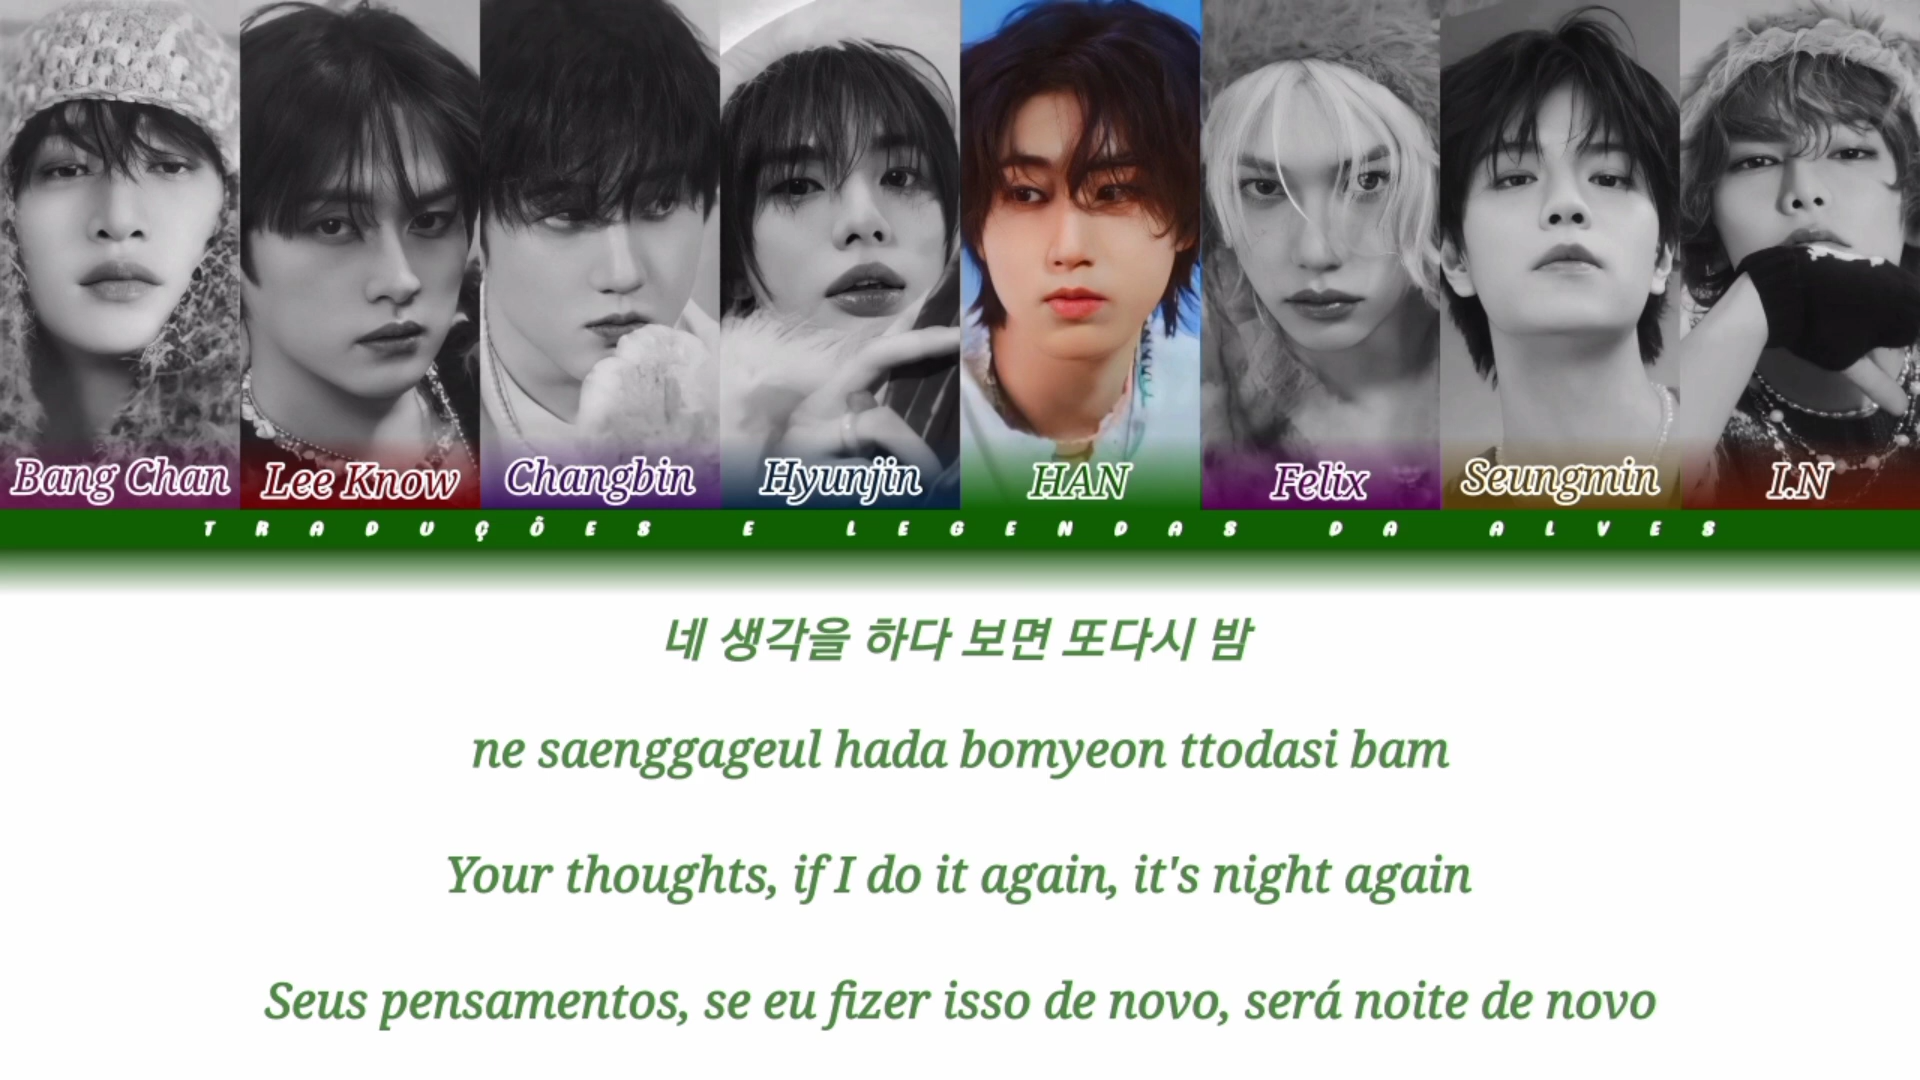 Bang Chan
Lee Know
Changbin
Hyunjin
HAN
Felix
Seungmin
I.N
TRADUÇÕES E LEGENDAS DA ALVES
네 생각을 하다 보면 또다시 밤
ne saenggageul hada bomyeon ttodasi bam
Your thoughts, if I do it again, it's night again
Seus pensamentos, se eu fizer isso de novo, será noite de novo